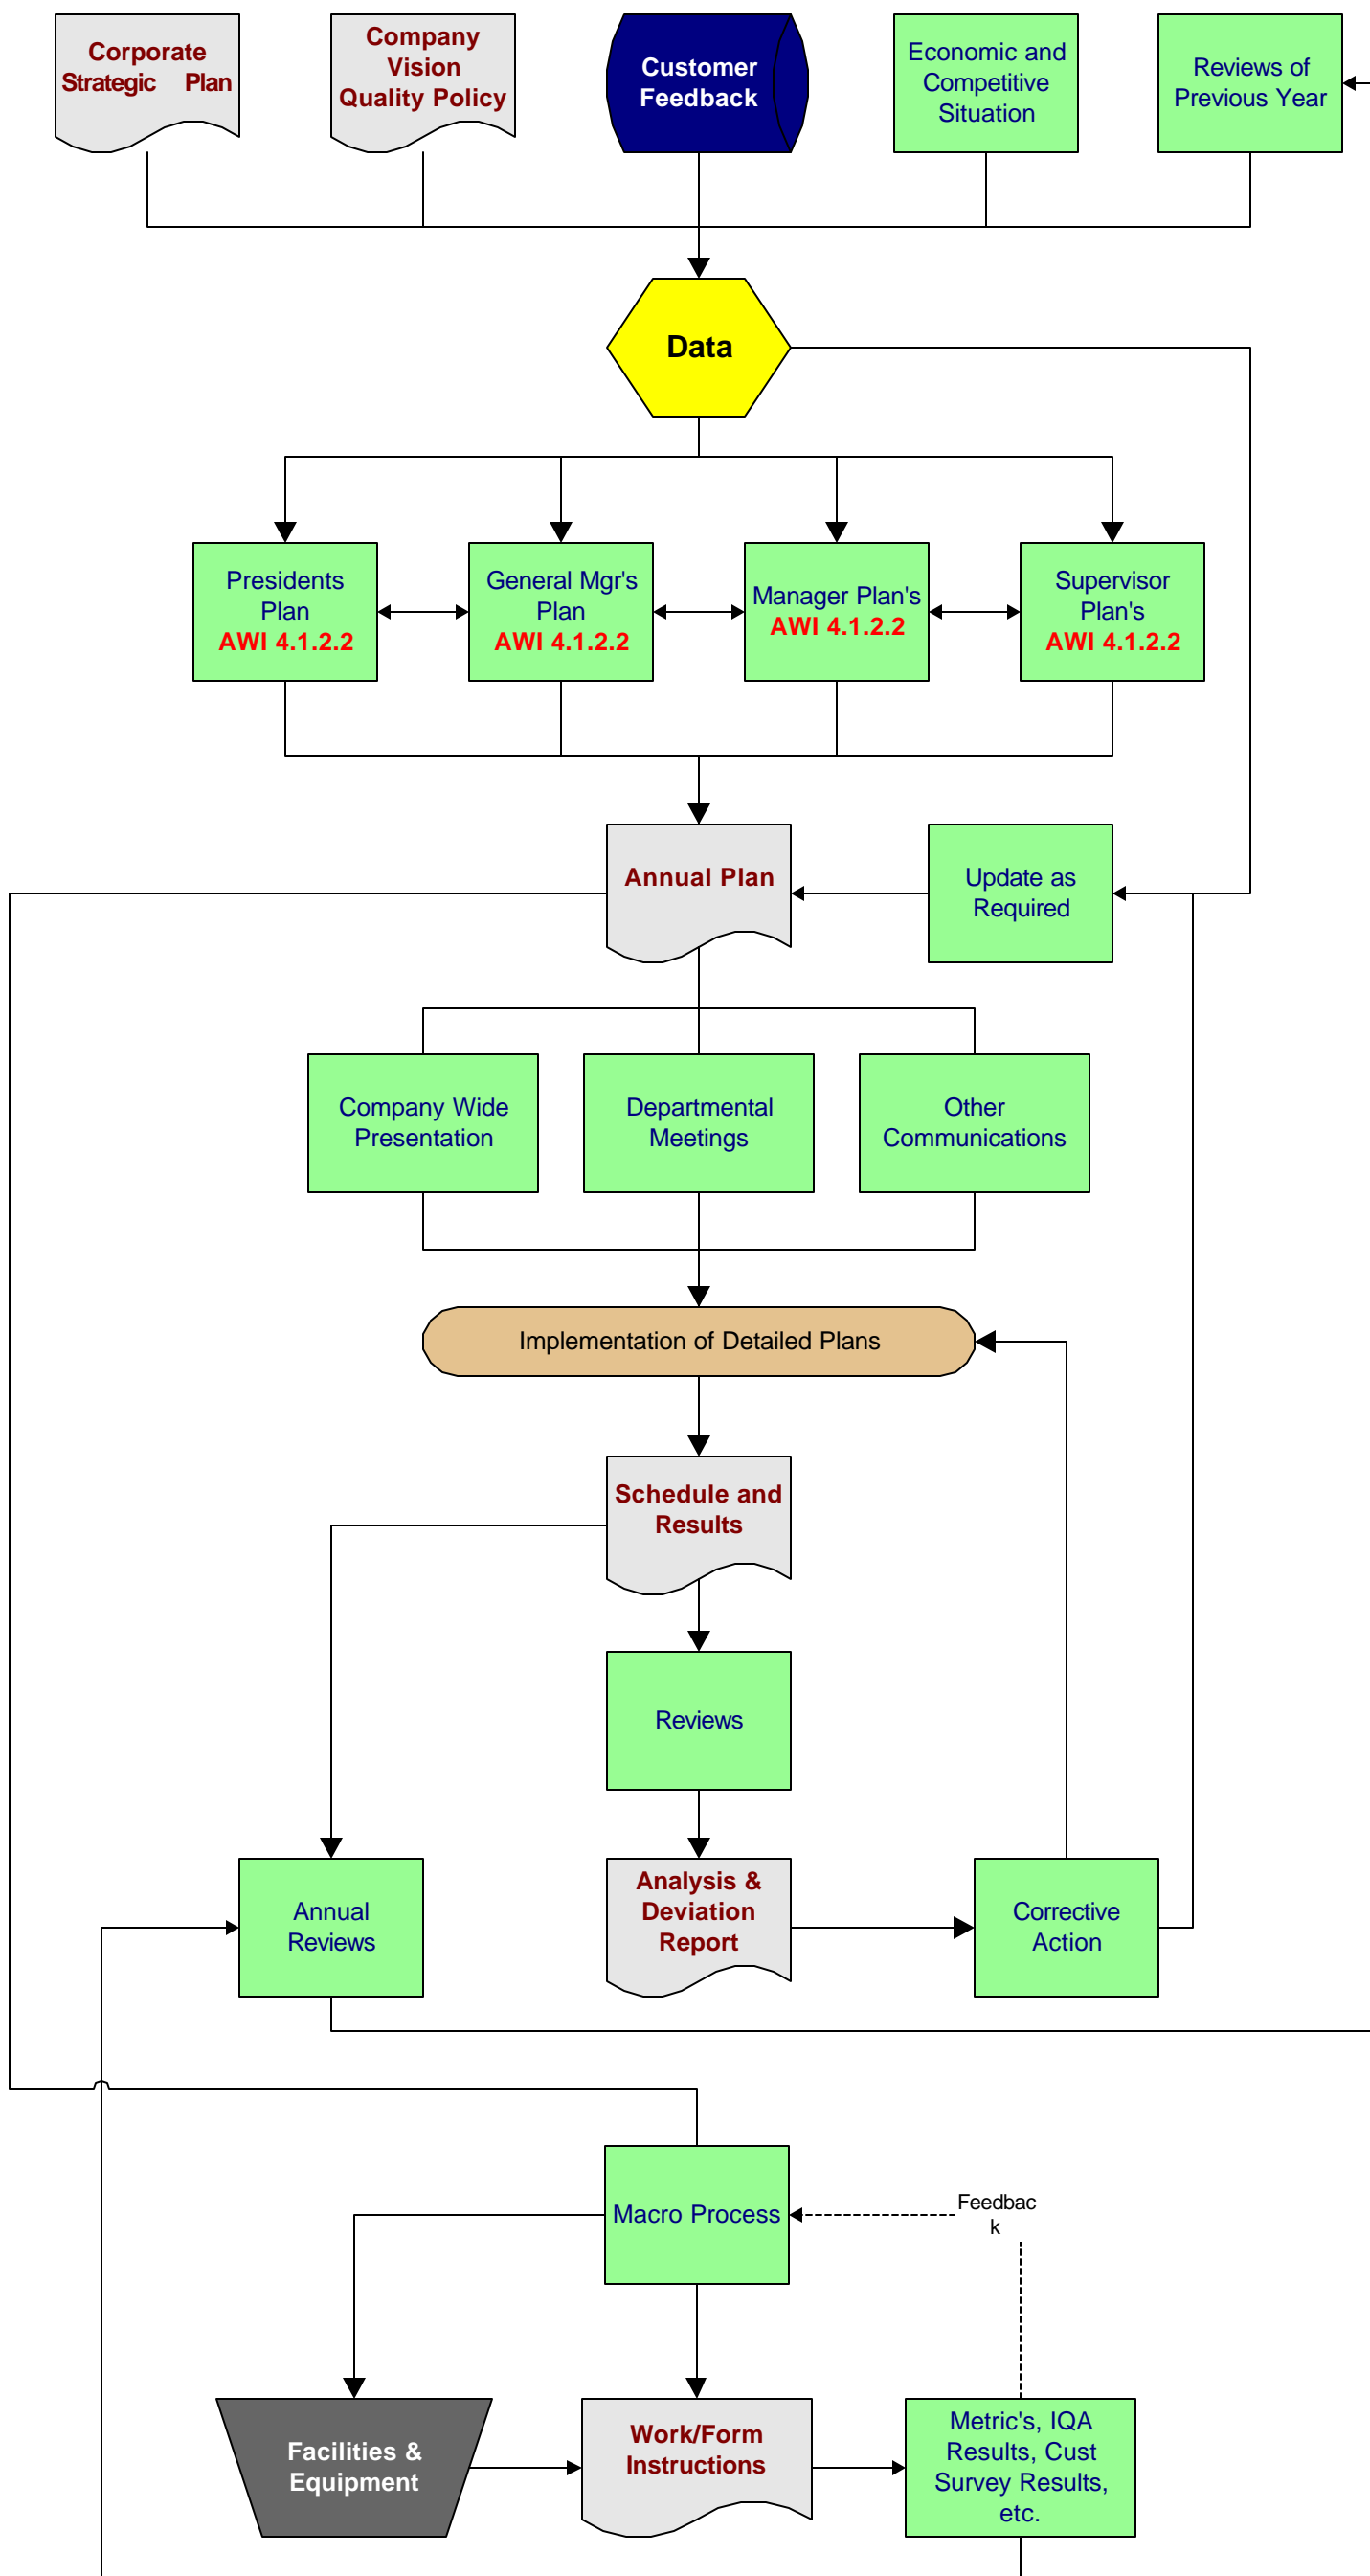 Corporate
Strategic Plan
Company
Vision
Quality Policy
Customer
Feedback
Economic and
Competitive
Situation
Reviews of
Previous Year
Data
Presidents
Plan
AWI 4.1.2.2
General Mgr's
Plan
AWI 4.1.2.2
Manager Plan's
AWI 4.1.2.2
Supervisor
Plan's
AWI 4.1.2.2
Annual Plan
Update as
Required
Company Wide
Presentation
Departmental
Meetings
Other
Communications
Implementation of Detailed Plans
Schedule and
Results
Reviews
Annual
Reviews
Analysis &
Deviation
Report
Corrective
Action
Macro Process
Feedbac
k
Facilities &
Equipment
Work/Form
Instructions
Metric's, IQA
Results, Cust
Survey Results,
etc.